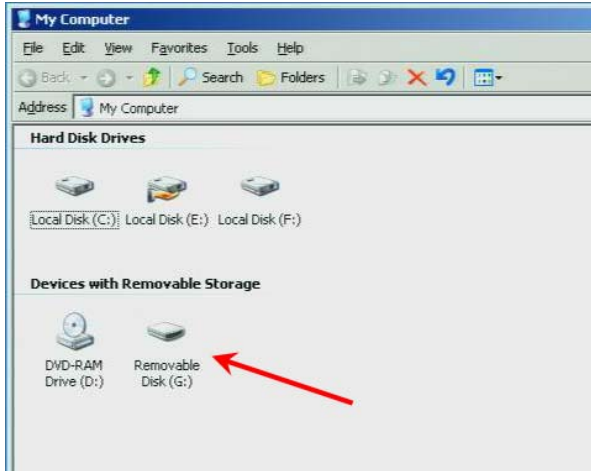 My Computer
File Edit View Favorites Tools Help
Back Search Folders
Address My Computer
Hard Disk Drives
Local Disk (C:) Local Disk (E:) Local Disk (F:)
Devices with Removable Storage
DVD-RAM Removable
Drive (D:) Disk (G:)